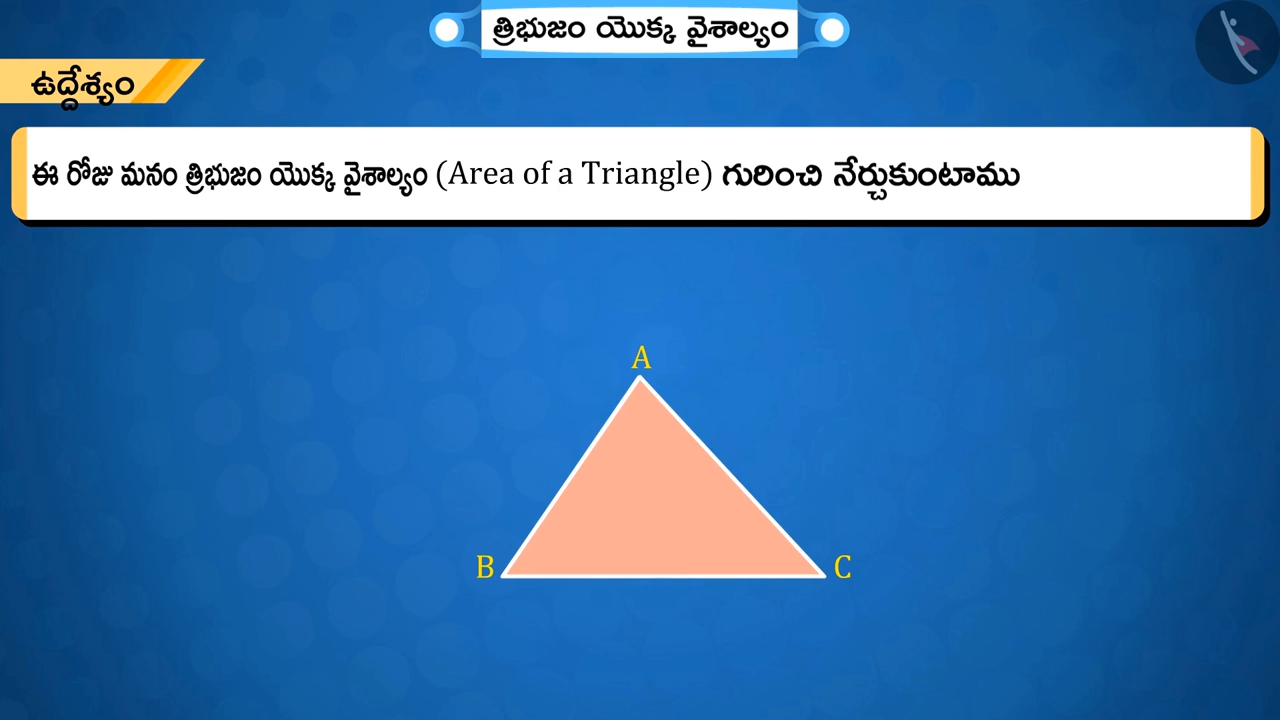 త్రిభుజం యొక్క వైశాల్యం
ఉద్దేశ్యం
ఈ రోజు మనం త్రిభుజం యొక్క వైశాల్యం (Area of a Triangle) గురించి నేర్చుకుంటాము
A
B
C